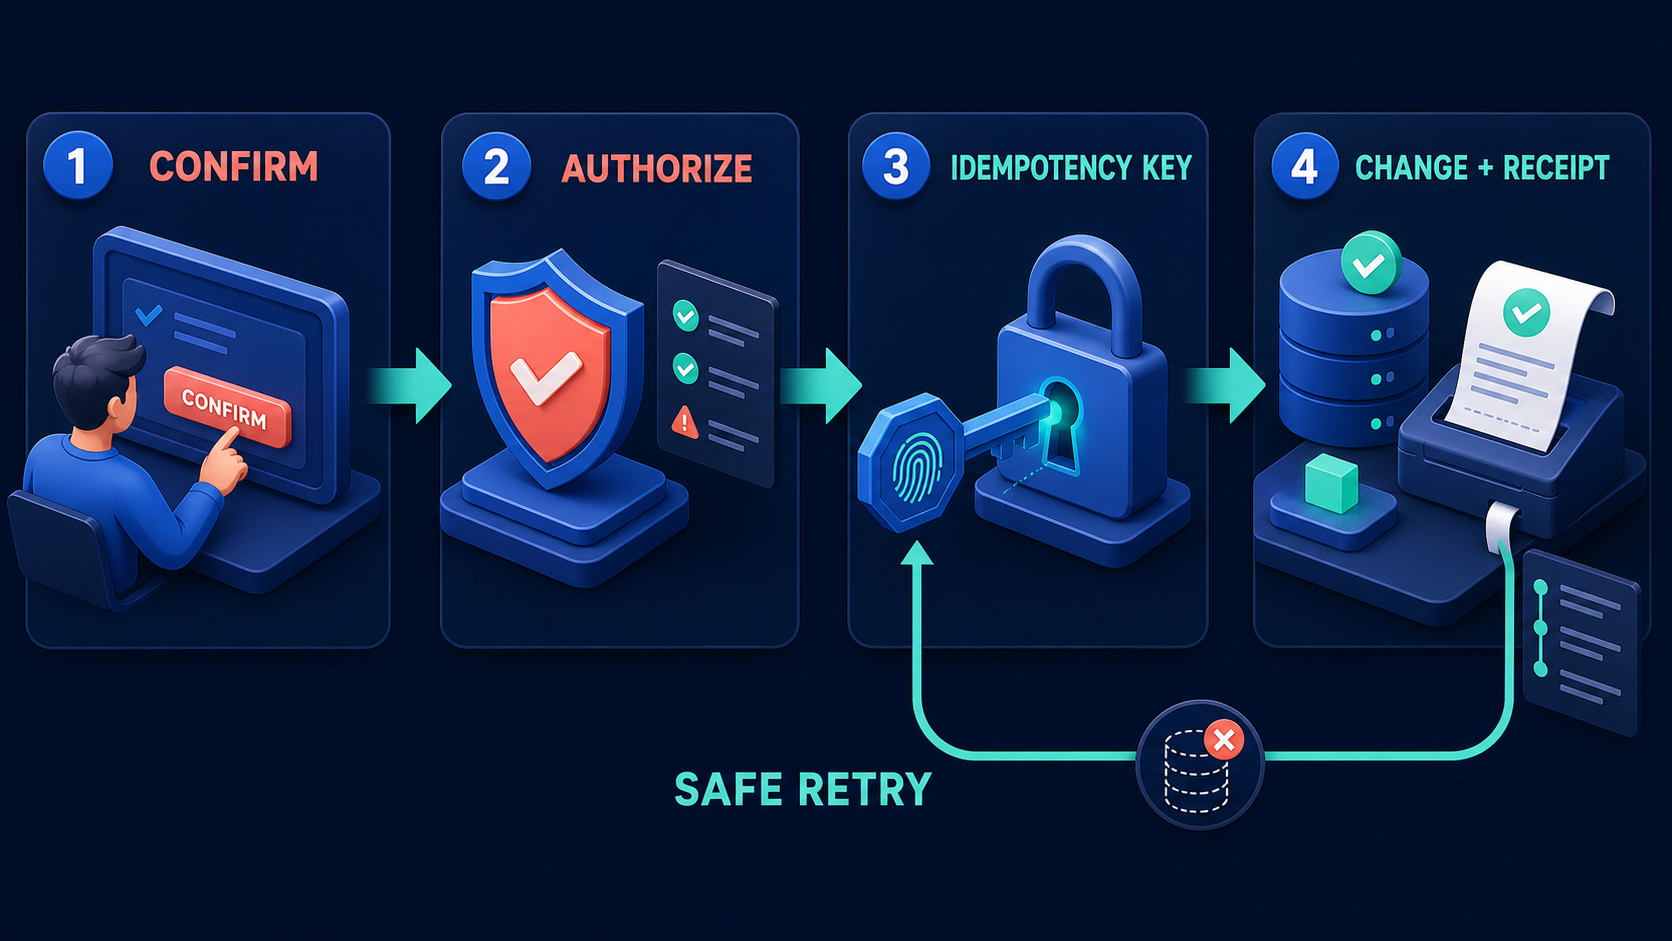 1 CONFIRM
CONFIRM
2 AUTHORIZE
3 IDEMPOTENCY KEY
4 CHANGE + RECEIPT
SAFE RETRY